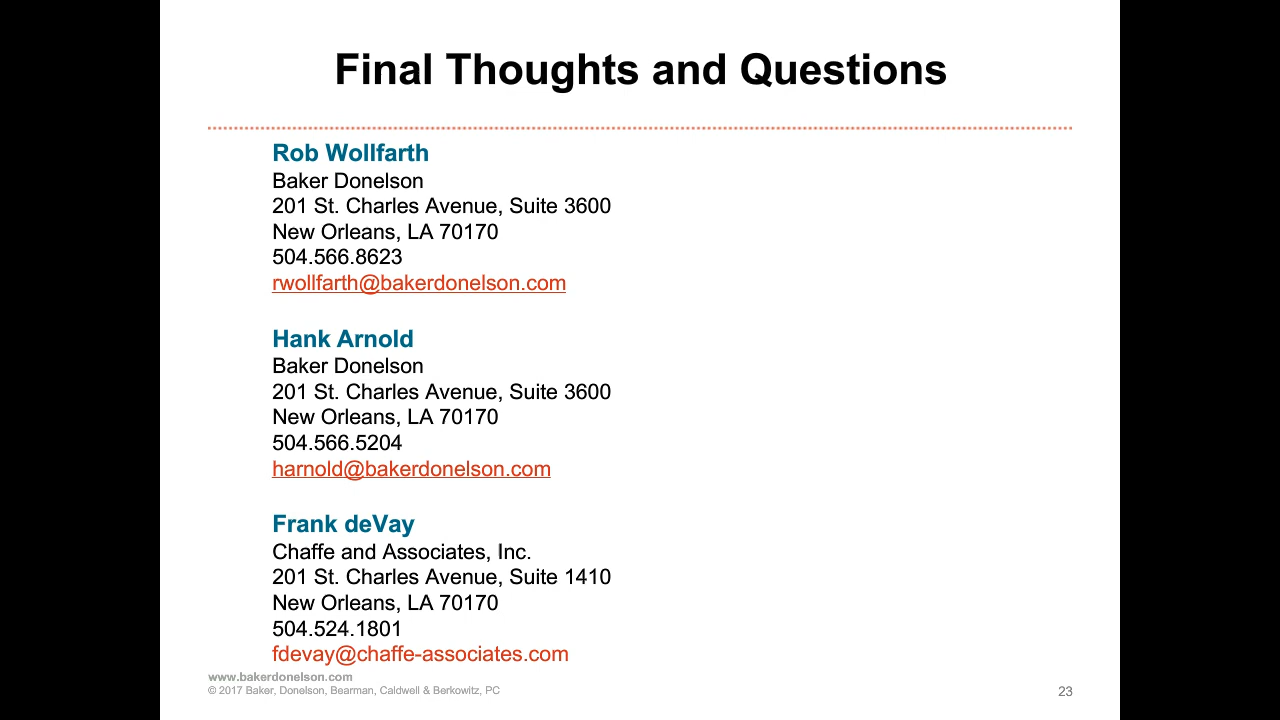 Final Thoughts and Questions
Rob Wollfarth
Baker Donelson
201 St. Charles Avenue, Suite 3600
New Orleans, LA 70170
504.566.8623
rwollfarth@bakerdonelson.com
Hank Arnold
Baker Donelson
201 St. Charles Avenue, Suite 3600
New Orleans, LA 70170
504.566.5204
harnold@bakerdonelson.com
Frank deVay
Chaffe and Associates, Inc.
201 St. Charles Avenue, Suite 1410
New Orleans, LA 70170
504.524.1801
fdevay@chaffe-associates.com
www.bakerdonelson.com
© 2017 Baker, Donelson, Bearman, Caldwell & Berkowitz, PC
23